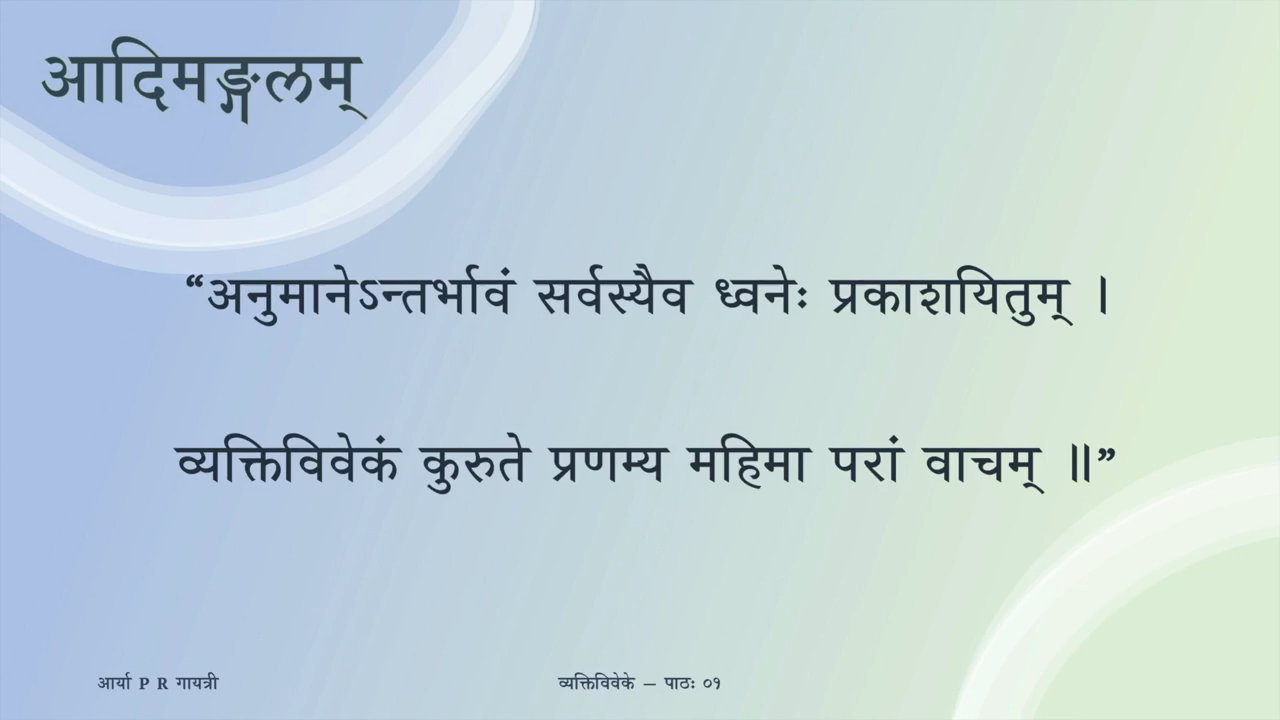 आदिमङ्गलम्
“अनुमानेऽन्तर्भावं सर्वस्यैव ध्वनेः प्रकाशयितुम् ।
व्यक्तिविवेकं कुरुते प्रणम्य महिमा परां वाचम् ॥”
आर्या P R गायत्री
व्यक्तिविवेके – पाठः ०१